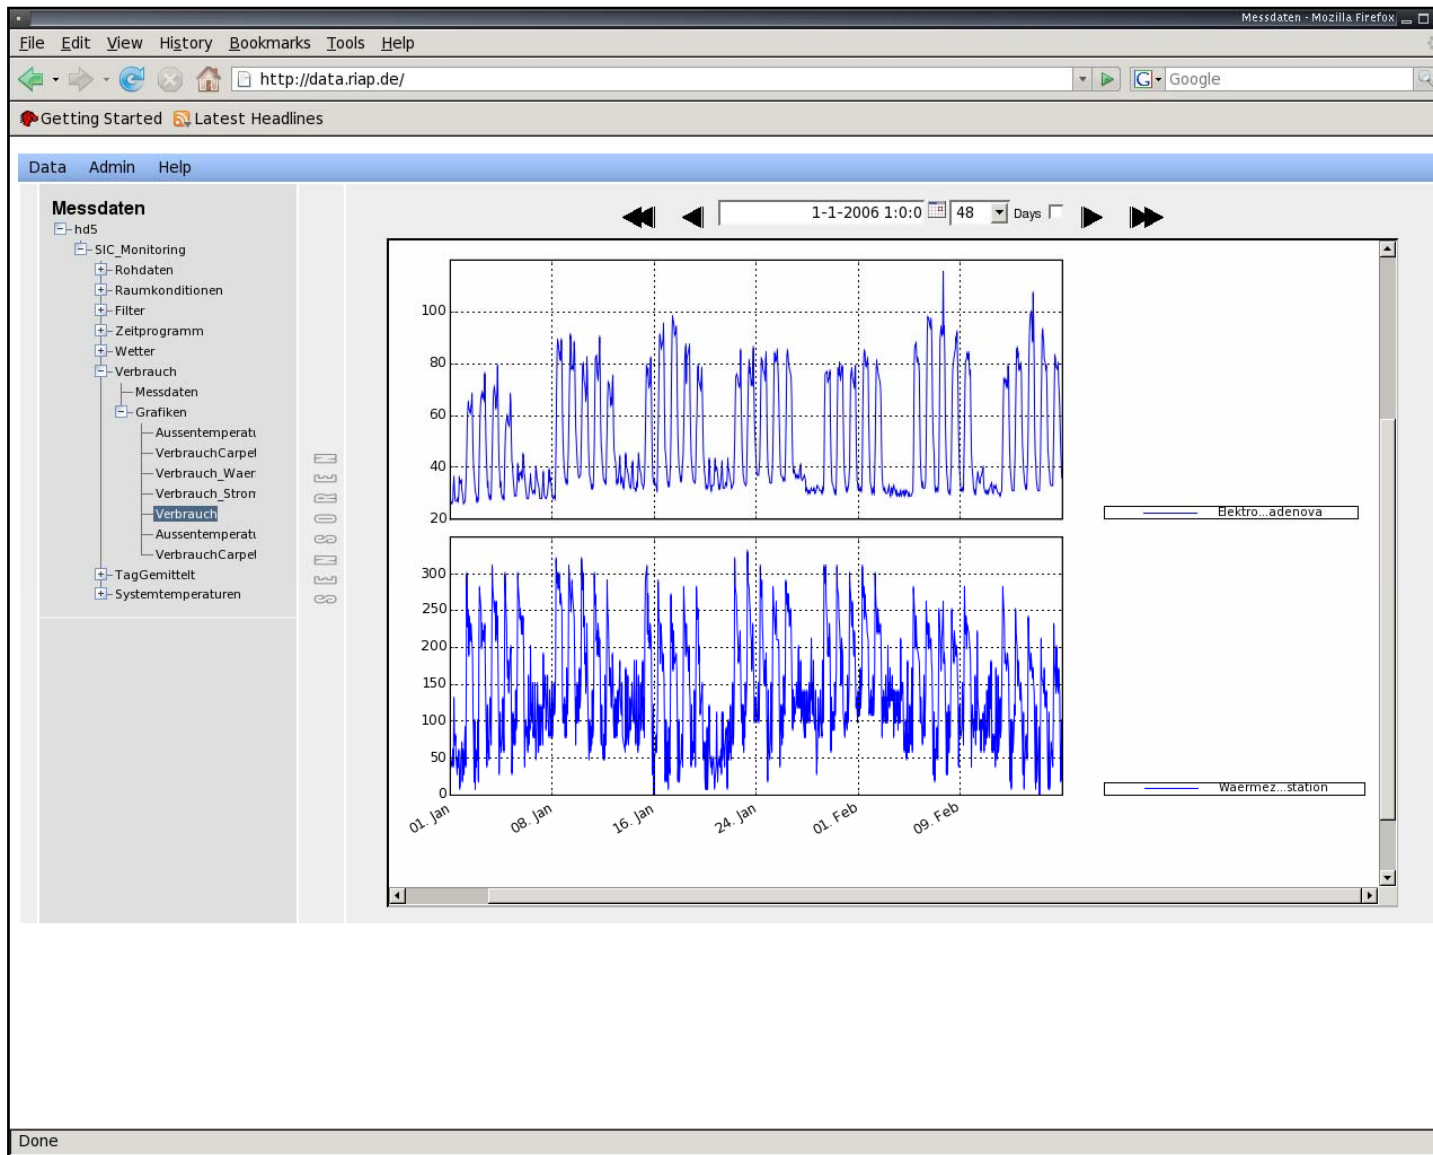 Messdaten - Mozilla Firefox
File Edit View History Bookmarks Tools Help
http://data.riap.de/
G Google
Getting Started Latest Headlines
Data Admin Help
Messdaten
hd5
SIC_Monitoring
Rohdaten
Raumkonditionen
Filter
Zeitprogramm
Wetter
Verbrauch
Messdaten
Grafiken
Aussentemperatu
VerbrauchCarpet
Verbrauch_Waer
Verbrauch_Strom
Verbrauch
Aussentemperatu
VerbrauchCarpet
TagGemittelt
Systemtemperaturen
1-1-2006 1:0:0 48 Days
100
80
60
40
20
Elektro...adenova
300
250
200
150
100
50
0
Waermez...station
01. Jan 08. Jan 16. Jan 24. Jan 01. Feb 09. Feb
Done